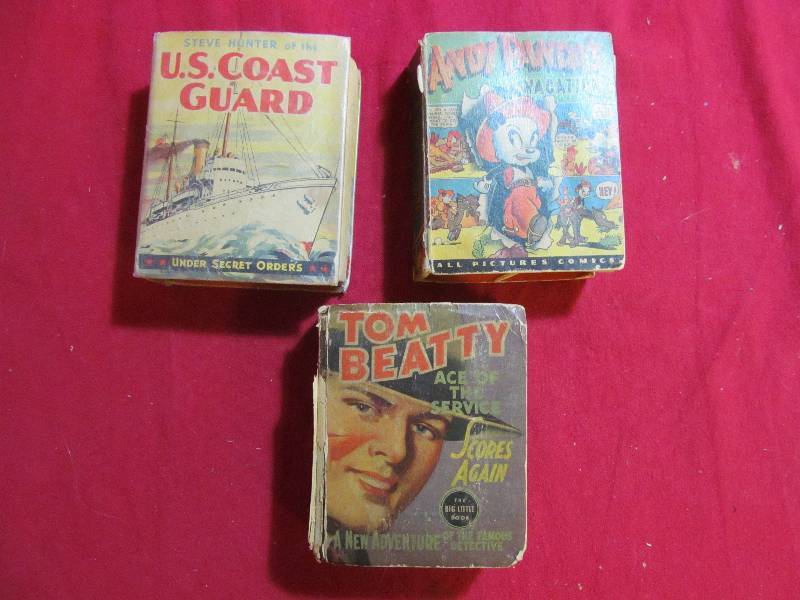 STEVE HUNTER of the
U.S. COAST
GUARD
★★ UNDER SECRET ORDERS ★★
ANDY PANDA'S
VACATION
HEY!
ALL PICTURES COMICS
TOM
BEATTY
ACE OF
THE
SERVICE
SCORES
AGAIN
THE
BIG LITTLE
BOOK
A NEW ADVENTURE OF THE FAMOUS
DETECTIVE